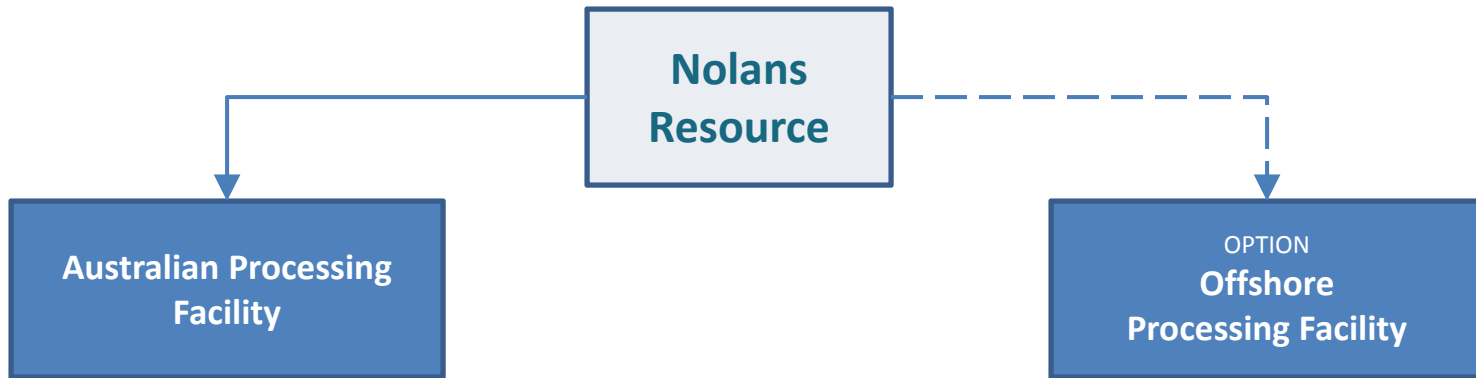 Nolans
Resource
Australian Processing
Facility
OPTION
Offshore
Processing Facility